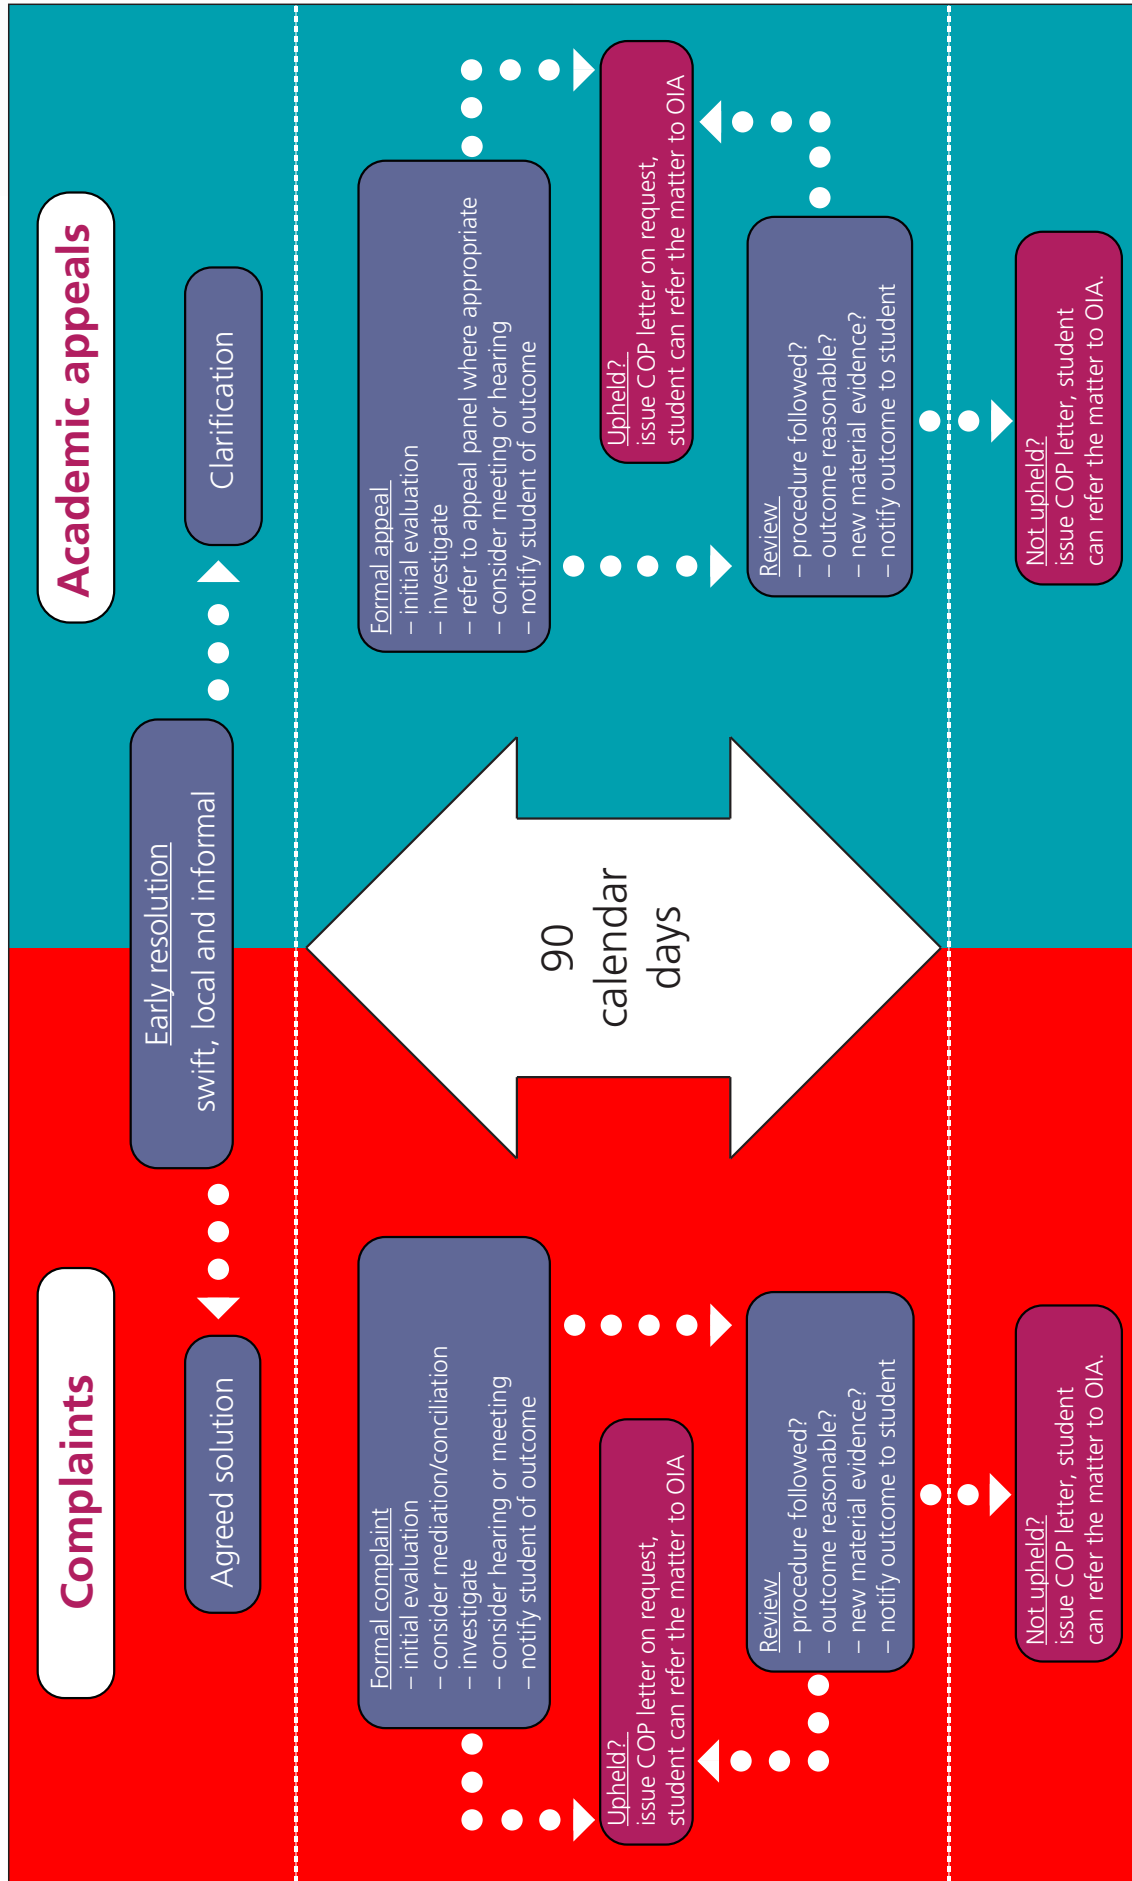 Complaints
Academic appeals
Early resolution
swift, local and informal
Agreed solution
Clarification
Formal complaint
– initial evaluation
– consider mediation/conciliation
– investigate
– consider hearing or meeting
– notify student of outcome
Formal appeal
– initial evaluation
– investigate
– refer to appeal panel where appropriate
– consider meeting or hearing
– notify student of outcome
90
calendar
days
Upheld?
issue COP letter on request,
student can refer the matter to OIA
Upheld?
issue COP letter on request,
student can refer the matter to OIA
Review
– procedure followed?
– outcome reasonable?
– new material evidence?
– notify outcome to student
Review
– procedure followed?
– outcome reasonable?
– new material evidence?
– notify outcome to student
Not upheld?
issue COP letter, student
can refer the matter to OIA.
Not upheld?
issue COP letter, student
can refer the matter to OIA.